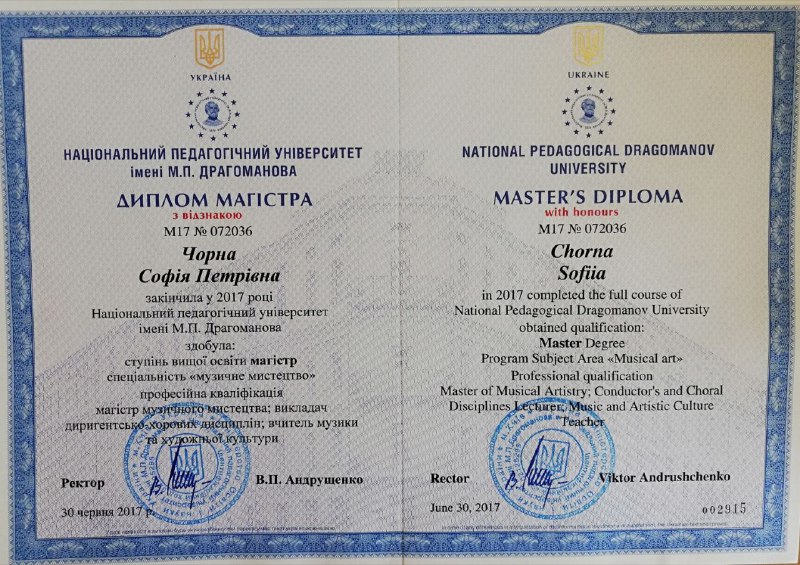 УКРАЇНА
НАЦІОНАЛЬНИЙ ПЕДАГОГІЧНИЙ УНІВЕРСИТЕТ
імені М.П. ДРАГОМАНОВА
ДИПЛОМ МАГІСТРА
з відзнакою
М17 № 072036
Чорна
Софія Петрівна
закінчила у 2017 році
Національний педагогічний університет
імені М.П. Драгоманова
здобула:
ступінь вищої освіти магістр
спеціальність «музичне мистецтво»
професійна кваліфікація
магістр музичного мистецтва; викладач
диригентсько-хорових дисциплін; вчитель музики
та художньої культури
Ректор
В.П. Андрущенко
30 червня 2017 р.
UKRAINE
NATIONAL PEDAGOGICAL DRAGOMANOV
UNIVERSITY
MASTER'S DIPLOMA
with honours
M17 № 072036
Chorna
Sofiia
in 2017 completed the full course of
National Pedagogical Dragomanov University
obtained qualification:
Master Degree
Program Subject Area «Musical art»
Professional qualification
Master of Musical Artistry; Conductor's and Choral
Disciplines Lecturer; Music and Artistic Culture
Teacher
Rector
Viktor Andrushchenko
June 30, 2017
002915